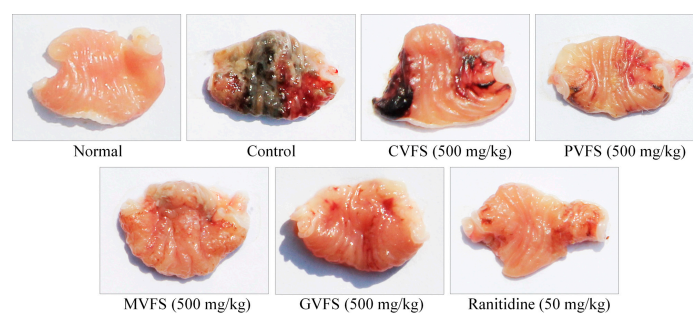 Normal
Control
CVFS (500 mg/kg)
PVFS (500 mg/kg)
MVFS (500 mg/kg)
GVFS (500 mg/kg)
Ranitidine (50 mg/kg)